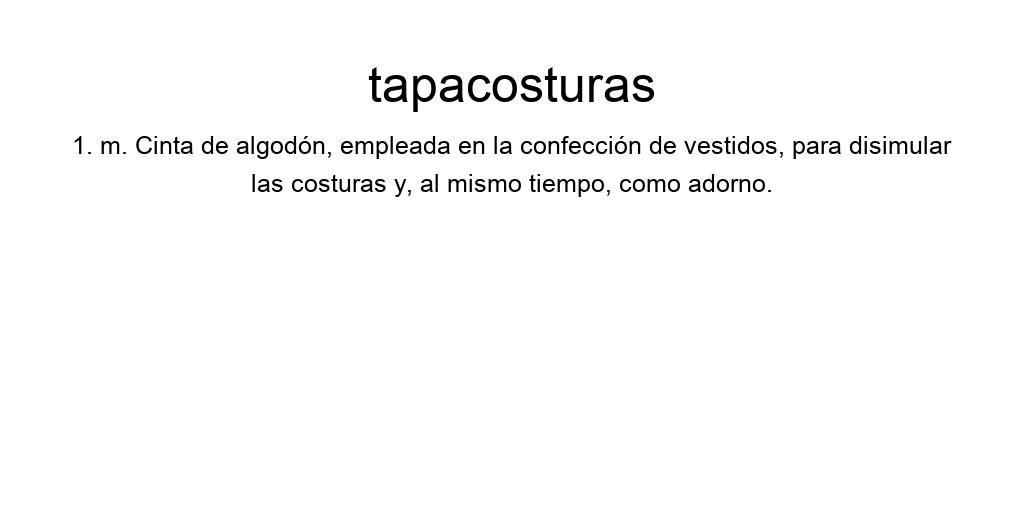 tapacosturas
1. m. Cinta de algodón, empleada en la confección de vestidos, para disimular
las costuras y, al mismo tiempo, como adorno.